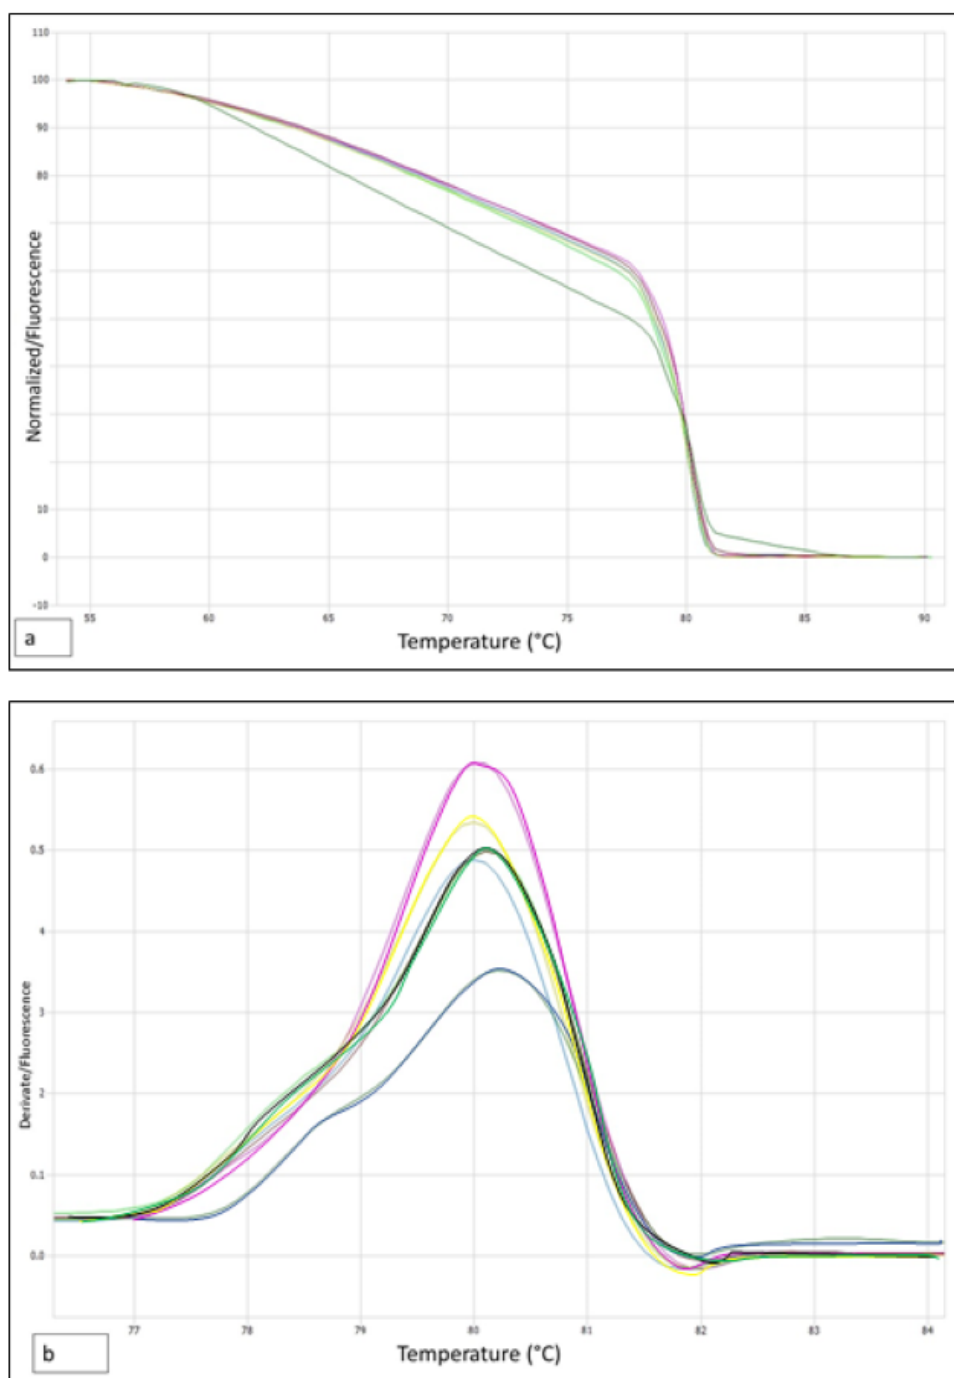 110
100
90
80
Normalized/Fluorescence
10
0
-10
55 60 65 70 75 80 85 90
a
Temperature (°C)
0.6
0.5
4
3
2
0.1
0.0
Derivate/Fluorescence
77 78 79 80 81 82 83 84
b
Temperature (°C)